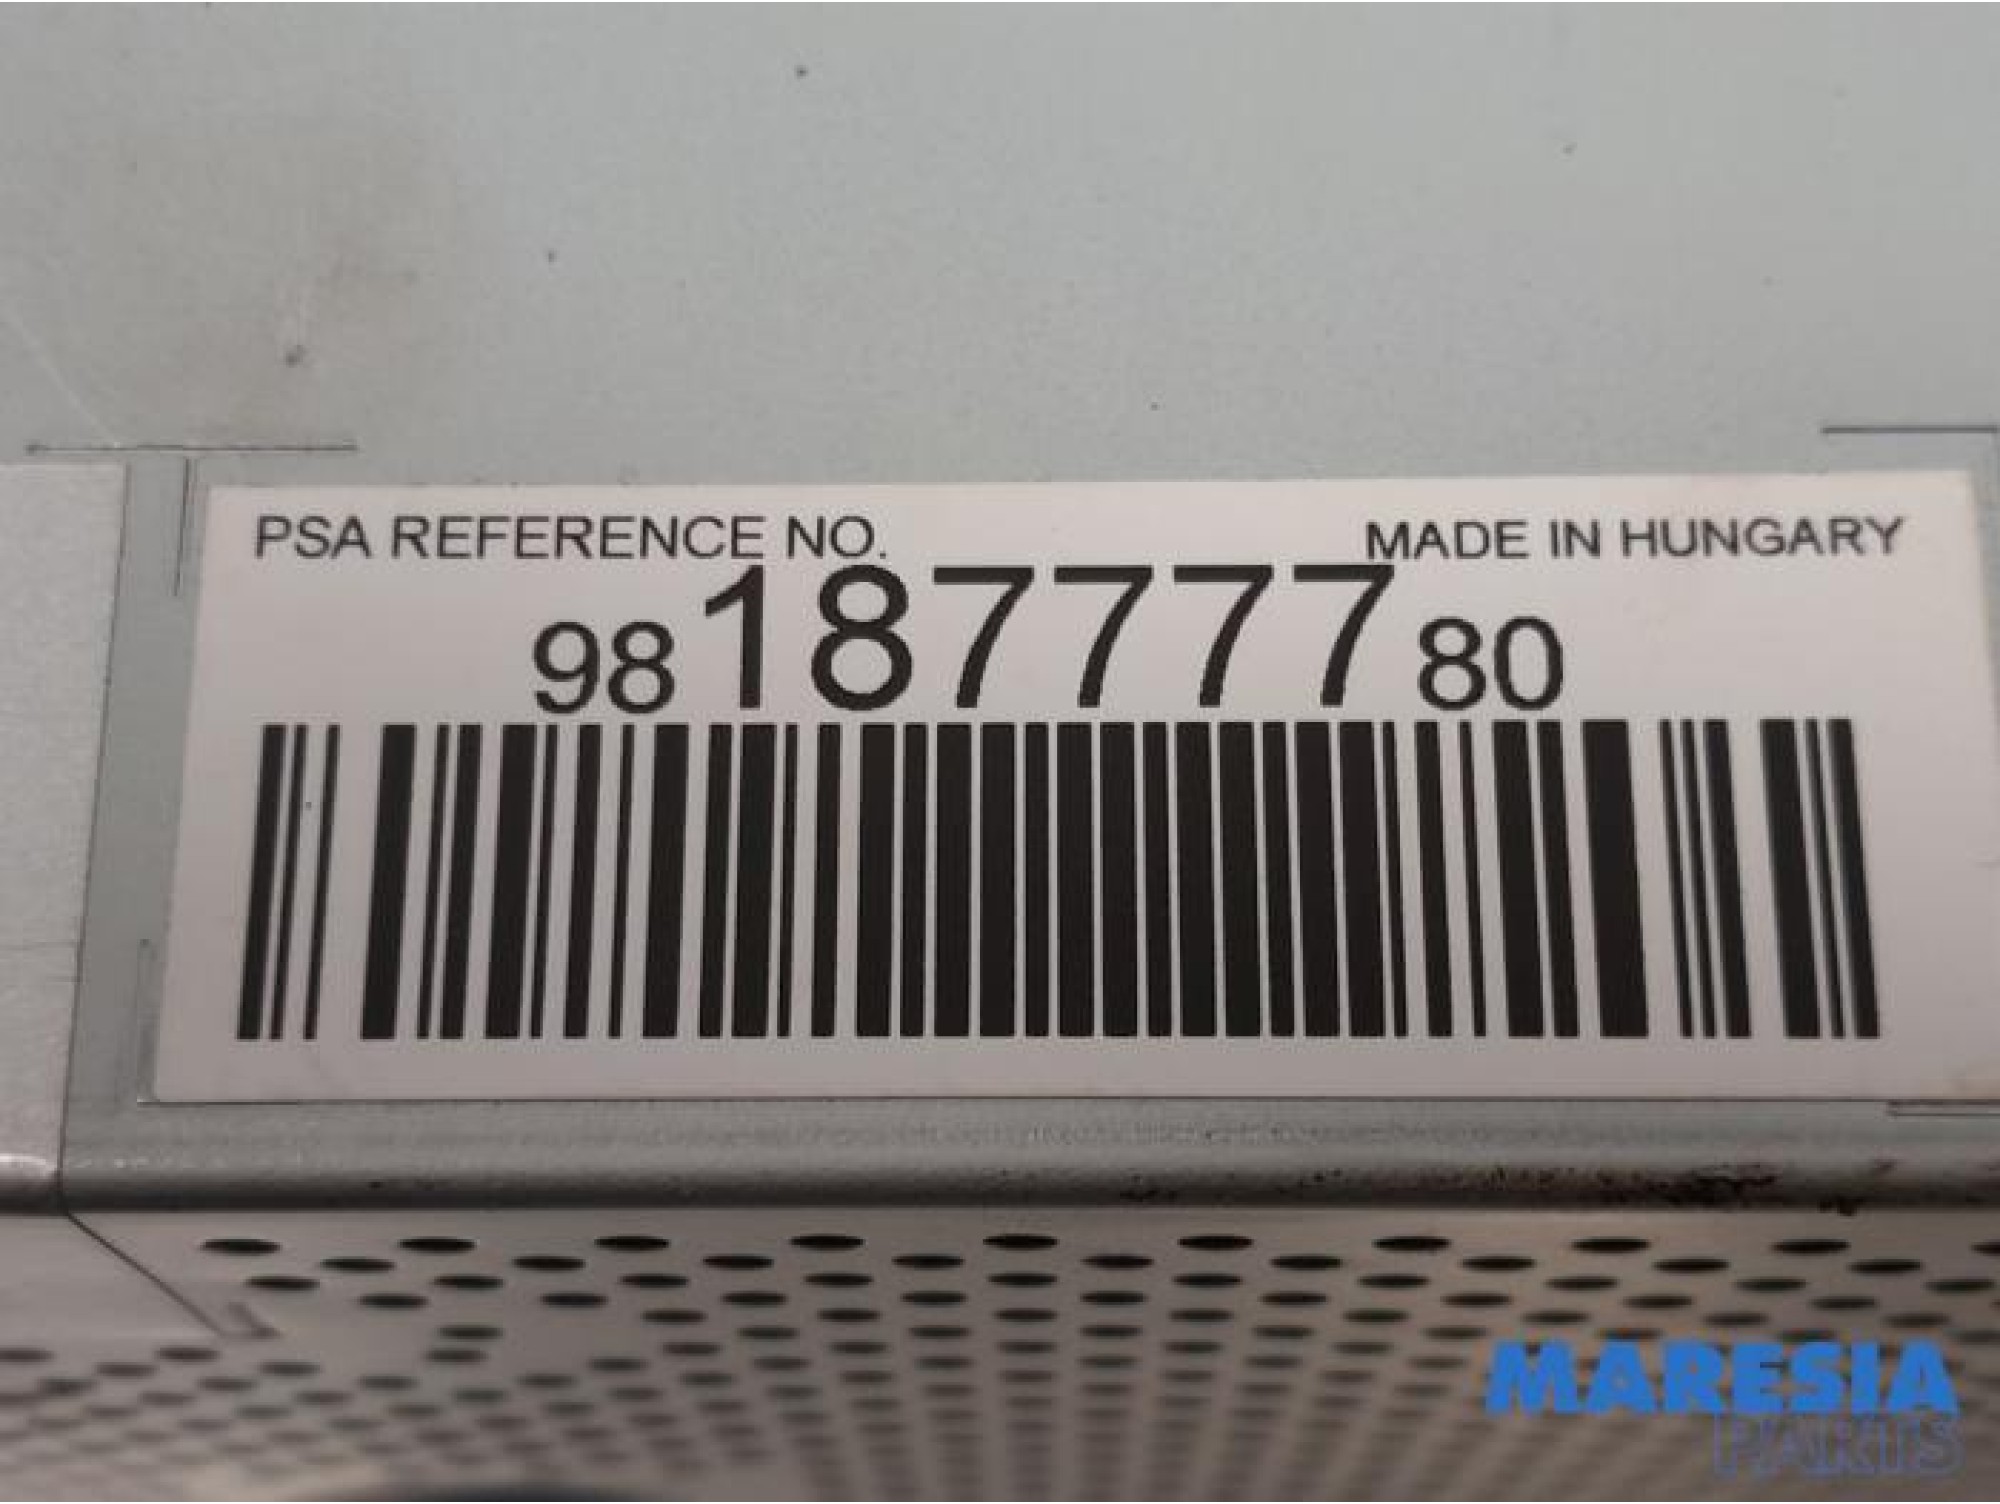 PSA REFERENCE NO. MADE IN HUNGARY
9818777780
MARESIA
PARTS